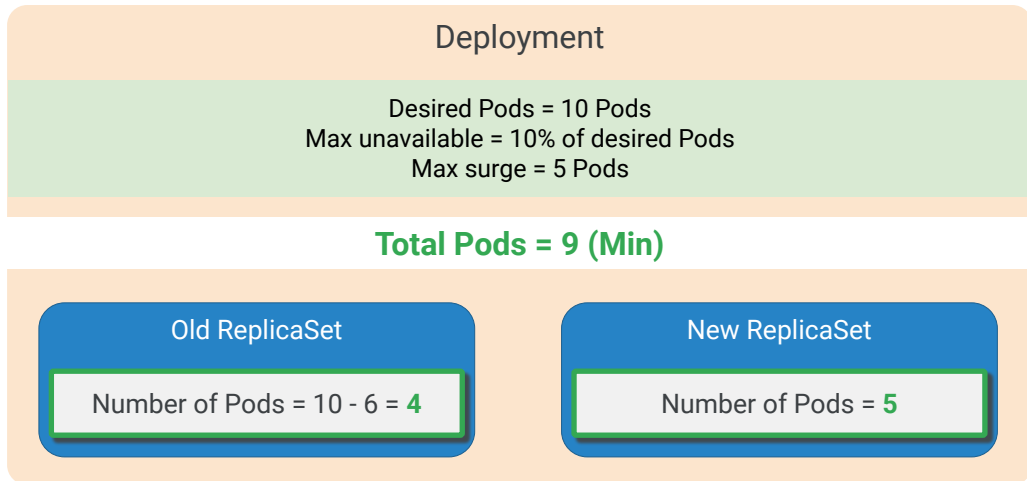 Deployment
Desired Pods = 10 Pods
Max unavailable = 10% of desired Pods
Max surge = 5 Pods
Total Pods = 9 (Min)
Old ReplicaSet
Number of Pods = 10 - 6 = 4
New ReplicaSet
Number of Pods = 5